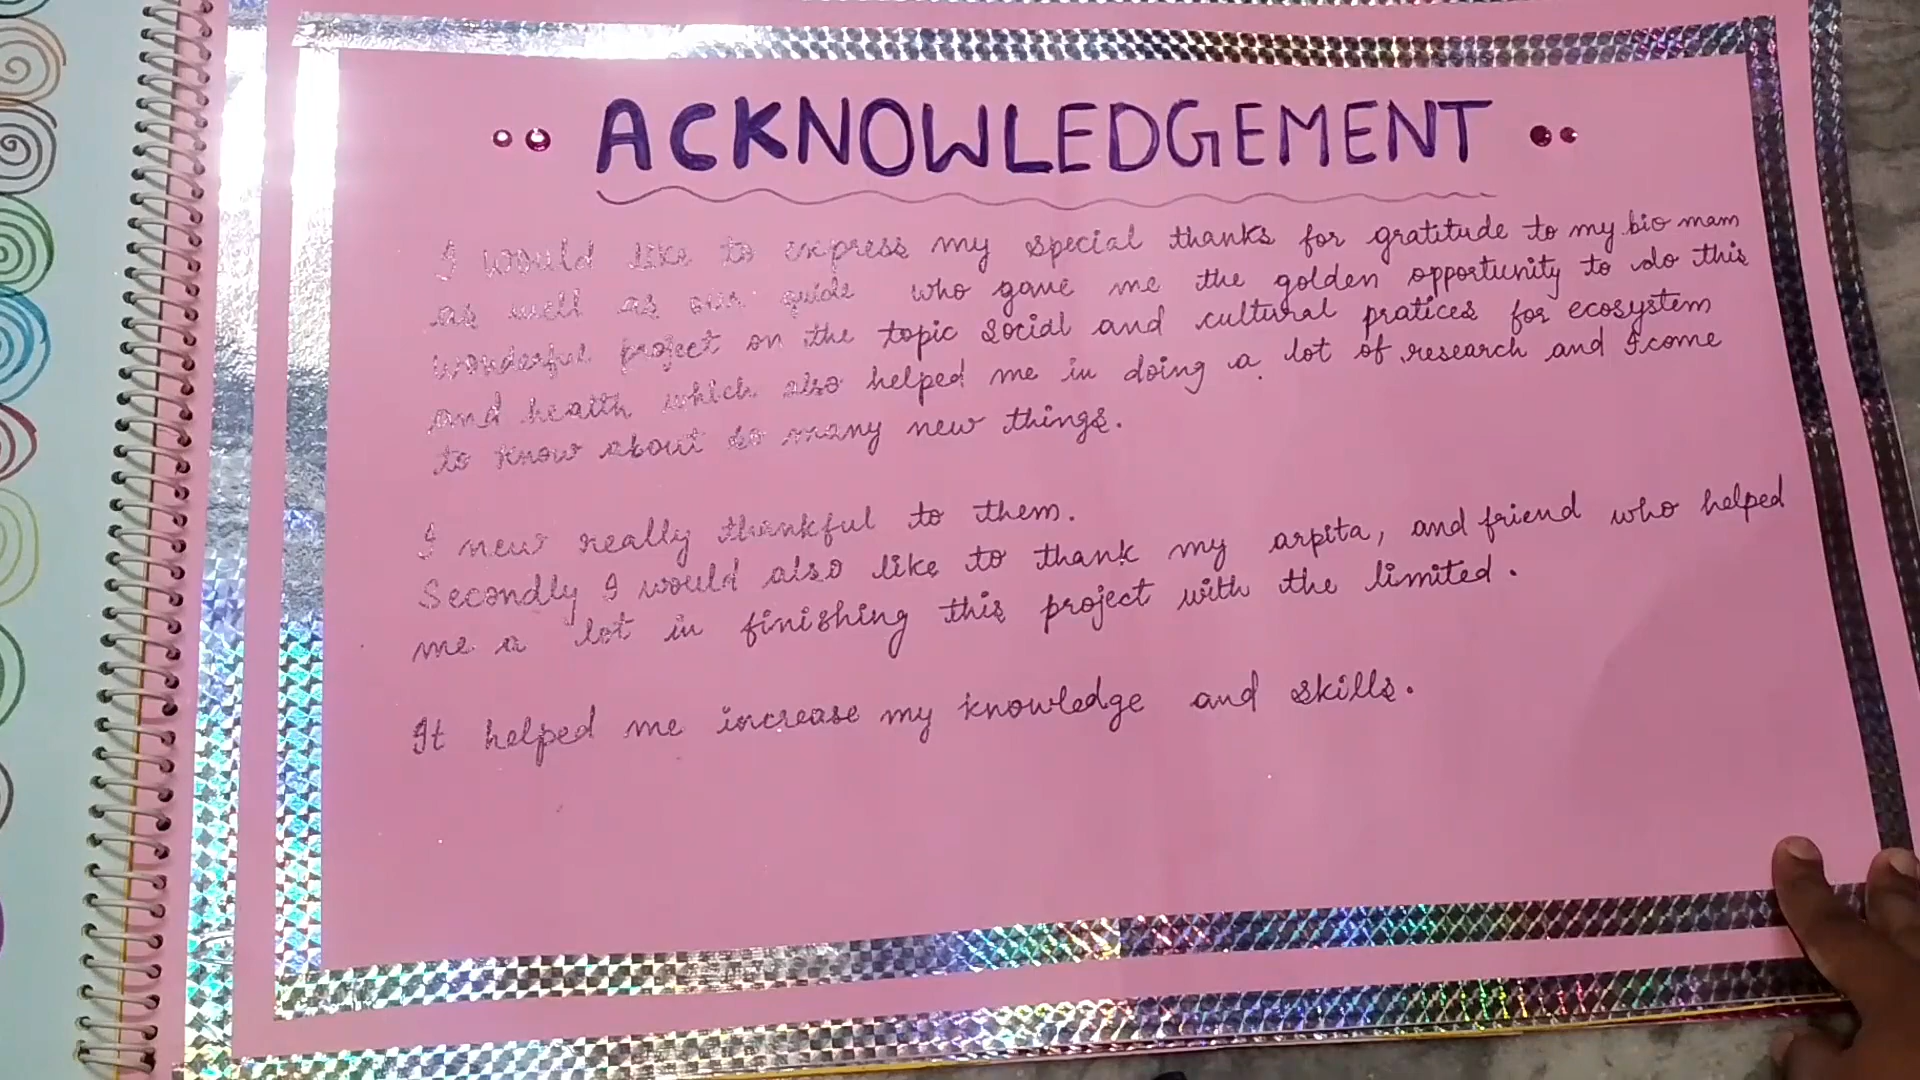 ACKNOWLEDGEMENT
I would like to express my special thanks for gratitude to my bio mam
as well as our guide who gave me the golden opportunity to do this
wonderful project on the topic social and cultural pratices for ecosystem
and health which also helped me in doing a lot of research and I come
to know about so many new things.
I new really thankful to them.
Secondly I would also like to thank my arpita, and friend who helped
me a lot in finishing this project with the limited.
It helped me increase my knowledge and skills.